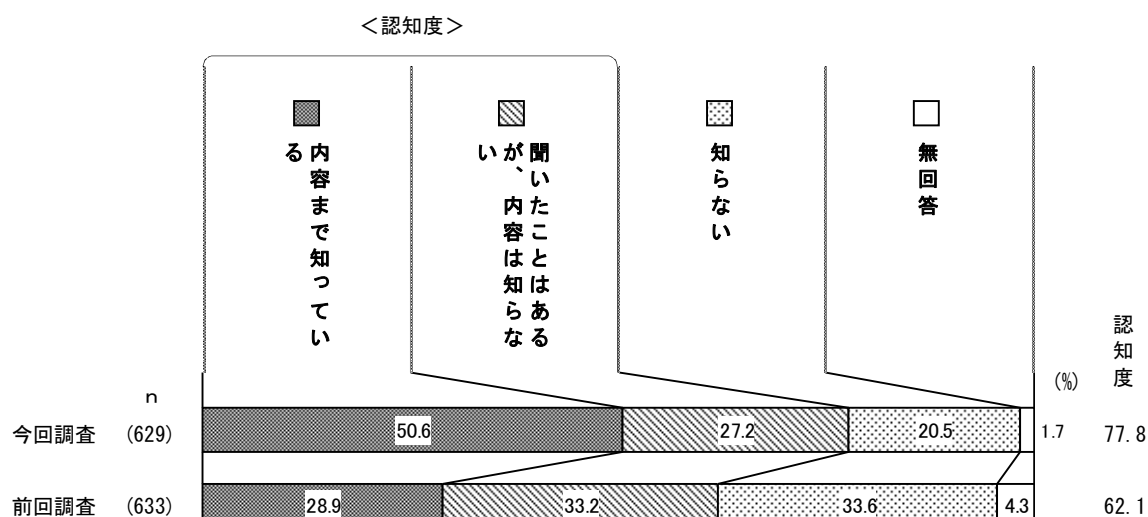 ＜認知度＞
内容まで知ってい
る
聞いたことはある
が、内容は知らな
い
知らない
無回答
(%)
認知度
n
今回調査 (629) 50.6 27.2 20.5 1.7 77.8
前回調査 (633) 28.9 33.2 33.6 4.3 62.1